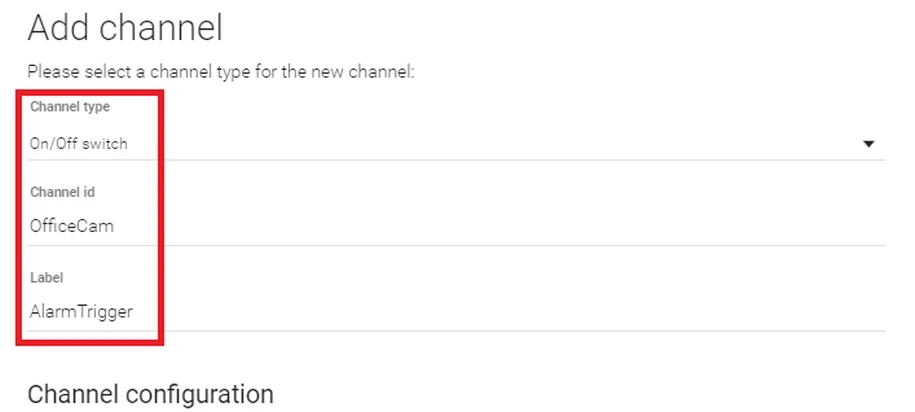 Add channel
Please select a channel type for the new channel:
Channel type
On/Off switch
Channel id
OfficeCam
Label
AlarmTrigger
Channel configuration